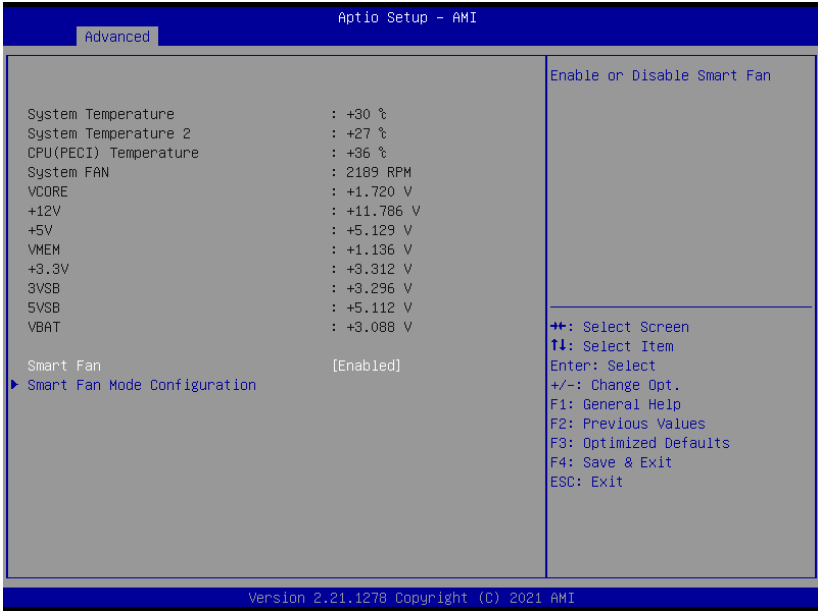 Aptio Setup – AMI
Advanced
System Temperature : +30 ℃
System Temperature 2 : +27 ℃
CPU(PECI) Temperature : +36 ℃
System FAN : 2189 RPM
VCORE : +1.720 V
+12V : +11.786 V
+5V : +5.129 V
VMEM : +1.136 V
+3.3V : +3.312 V
3VSB : +3.296 V
5VSB : +5.112 V
VBAT : +3.088 V
Smart Fan [Enabled]
Smart Fan Mode Configuration
Enable or Disable Smart Fan
→←: Select Screen
↑↓: Select Item
Enter: Select
+/-: Change Opt.
F1: General Help
F2: Previous Values
F3: Optimized Defaults
F4: Save & Exit
ESC: Exit
Version 2.21.1278 Copyright (C) 2021 AMI